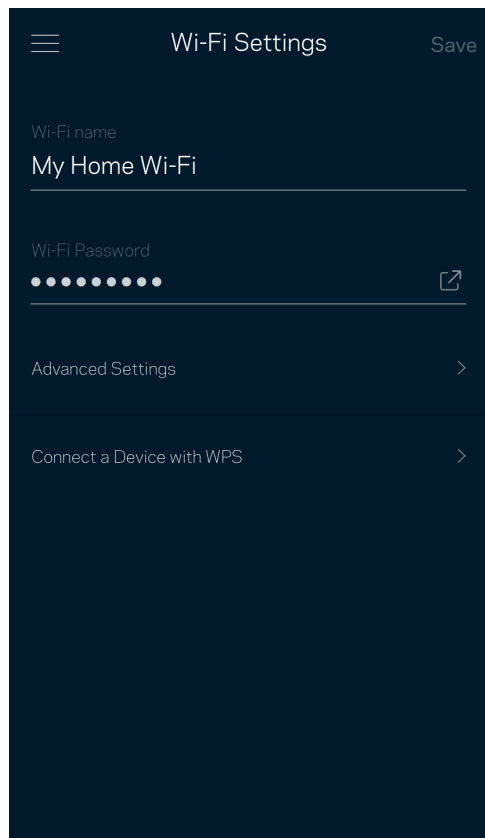 Wi-Fi Settings
Save
Wi-Fi name
My Home Wi-Fi
Wi-Fi Password
●●●●●●●●●
Advanced Settings
Connect a Device with WPS